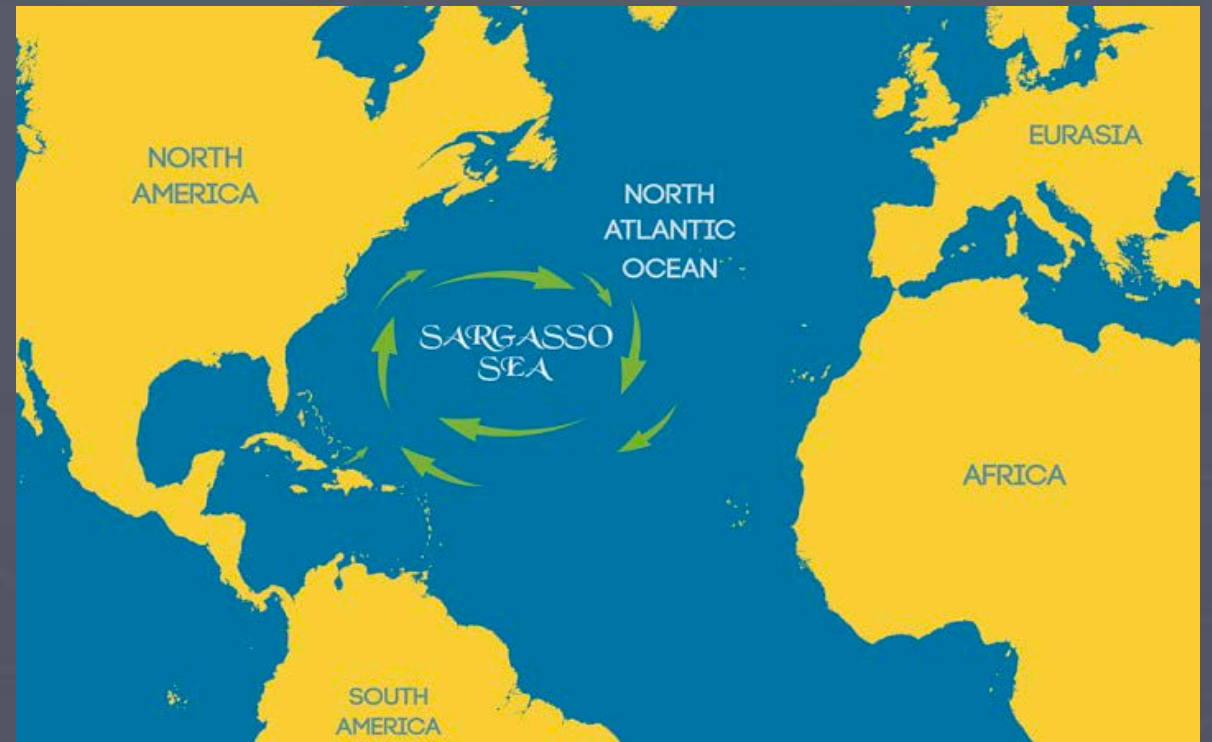 NORTH
AMERICA
EURASIA
NORTH
ATLANTIC
OCEAN
SARGASSO
SEA
AFRICA
SOUTH
AMERICA